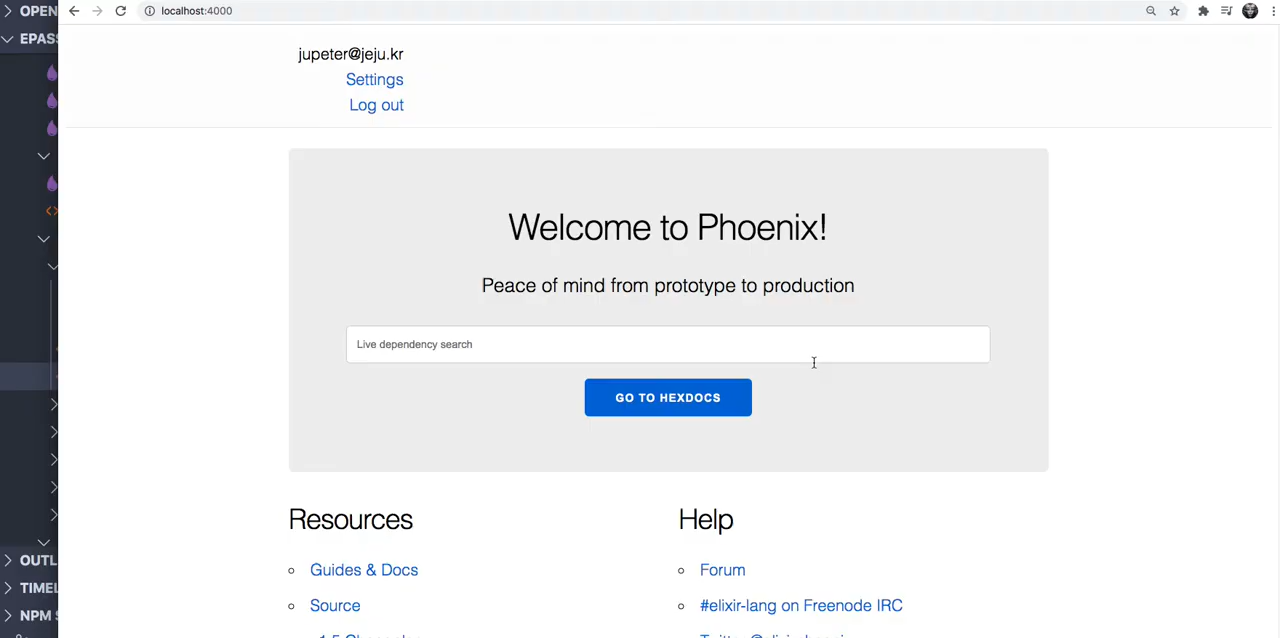 OPEN
localhost:4000
EPASS
jupeter@jeju.kr
Settings
Log out
Welcome to Phoenix!
Peace of mind from prototype to production
Live dependency search
GO TO HEXDOCS
Resources
Help
Guides & Docs
Forum
Source
#elixir-lang on Freenode IRC
OUTL
TIMEL
NPM S